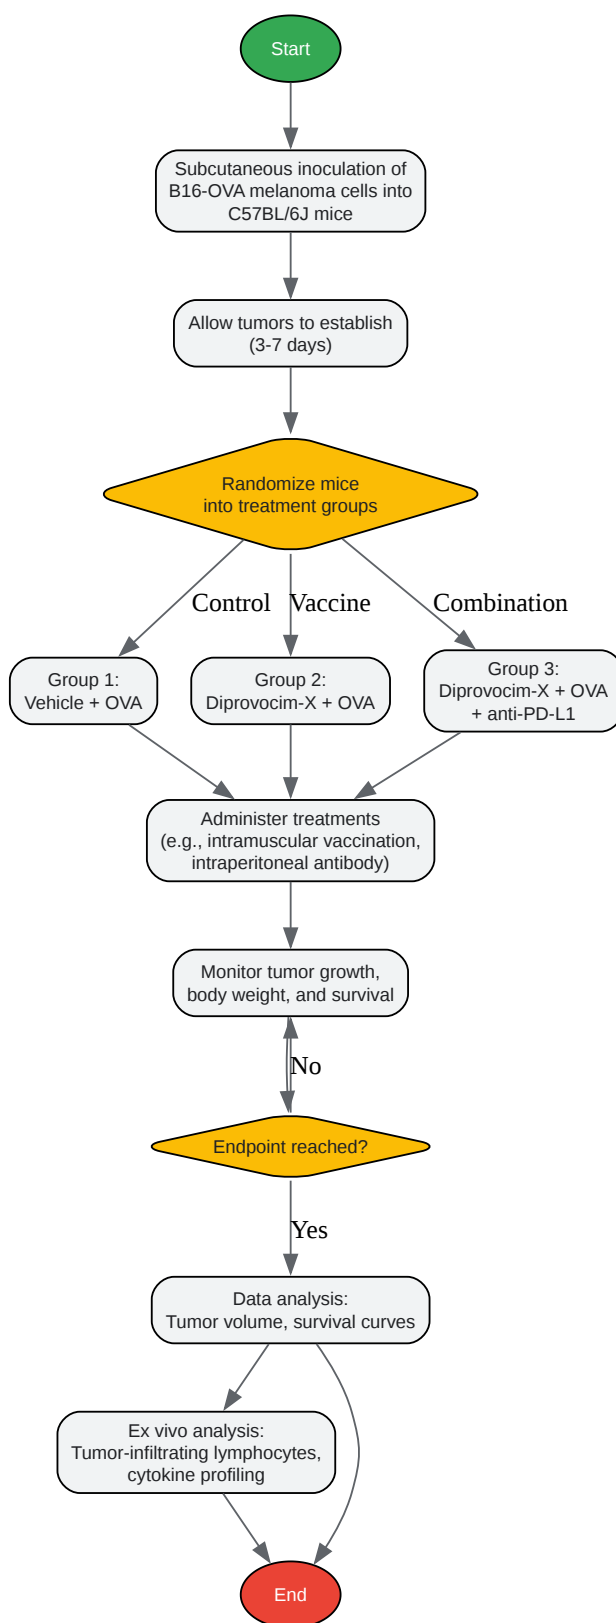 Start
Subcutaneous inoculation of
B16-OVA melanoma cells into
C57BL/6J mice
Allow tumors to establish
(3-7 days)
Randomize mice
into treatment groups
Control
Vaccine
Combination
Group 1:
Vehicle + OVA
Group 2:
Diprovocim-X + OVA
Group 3:
Diprovocim-X + OVA
+ anti-PD-L1
Administer treatments
(e.g., intramuscular vaccination,
intraperitoneal antibody)
Monitor tumor growth,
body weight, and survival
No
Endpoint reached?
Yes
Data analysis:
Tumor volume, survival curves
Ex vivo analysis:
Tumor-infiltrating lymphocytes,
cytokine profiling
End